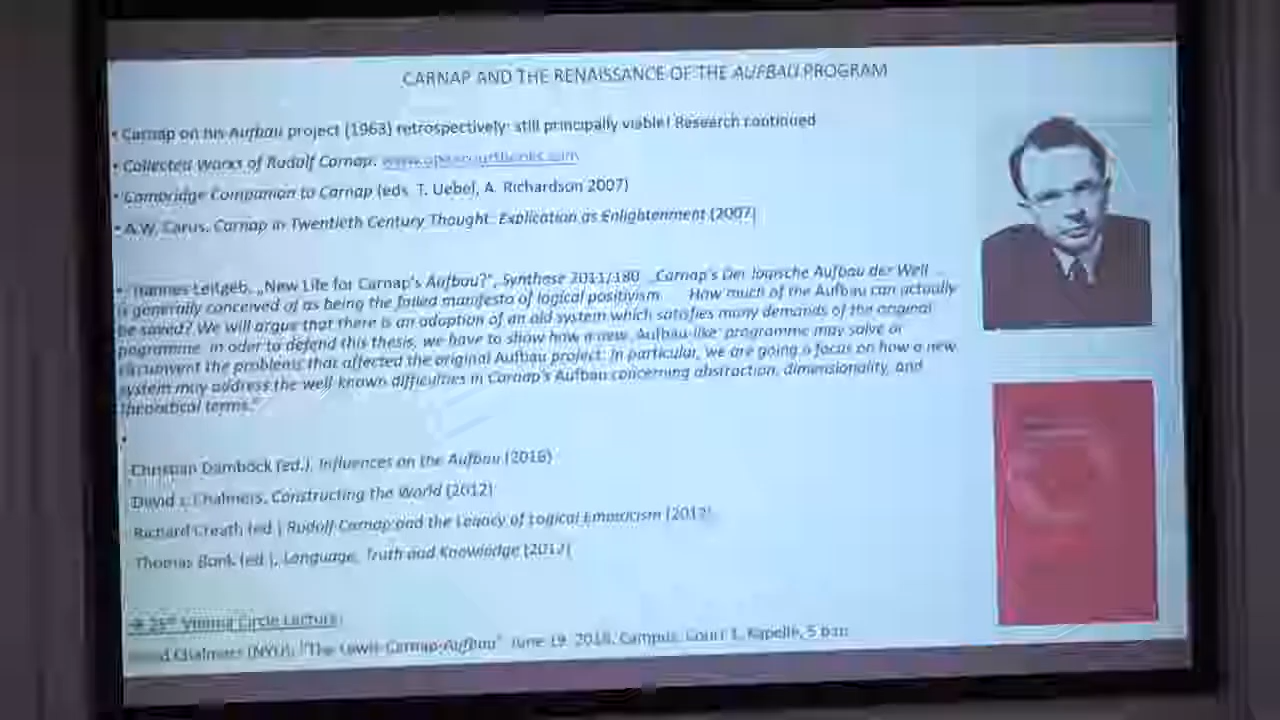 CARNAP AND THE RENAISSANCE OF THE AUFBAU PROGRAM
• Carnap on his Aufbau project (1963) retrospectively: still principally viable! Research continued
• Collected Works of Rudolf Carnap. www.opencourtbooks.com
• Cambridge Companion to Carnap (eds. T. Uebel, A. Richardson 2007)
• A.W. Carus, Carnap in Twentieth Century Thought. Explication as Enlightenment (2007)
• Hannes Leitgeb, „New Life for Carnap's Aufbau?", Synthese 2011/180 „Carnap's Der logische Aufbau der Welt
is generally conceived of as being the failed manifesto of logical positivism. How much of the Aufbau can actually
be saved? We will argue that there is an adaption of an old system which satisfies many demands of the original
programme. In oder to defend this thesis, we have to show how a new 'Aufbau-like' programme may solve or
circumvent the problems that affected the original Aufbau project. In particular, we are going o focus on how a new
system may address the well-known difficulties in Carnap's Aufbau concerning abstraction, dimensionality, and
theoretical terms."
•
Christian Damböck (ed.), Influences on the Aufbau (2016)
David J. Chalmers, Constructing the World (2012)
Richard Creath (ed.) Rudolf Carnap and the Legacy of Logical Empiricism (2012)
Thomas Bonk (ed.), Language, Truth and Knowledge (2012)
→ 25th Vienna Circle Lecture:
David Chalmers (NYU), "The Lewis-Carnap-Aufbau" June 19, 2018, Campus, Court 1, Kapelle, 5 p.m.